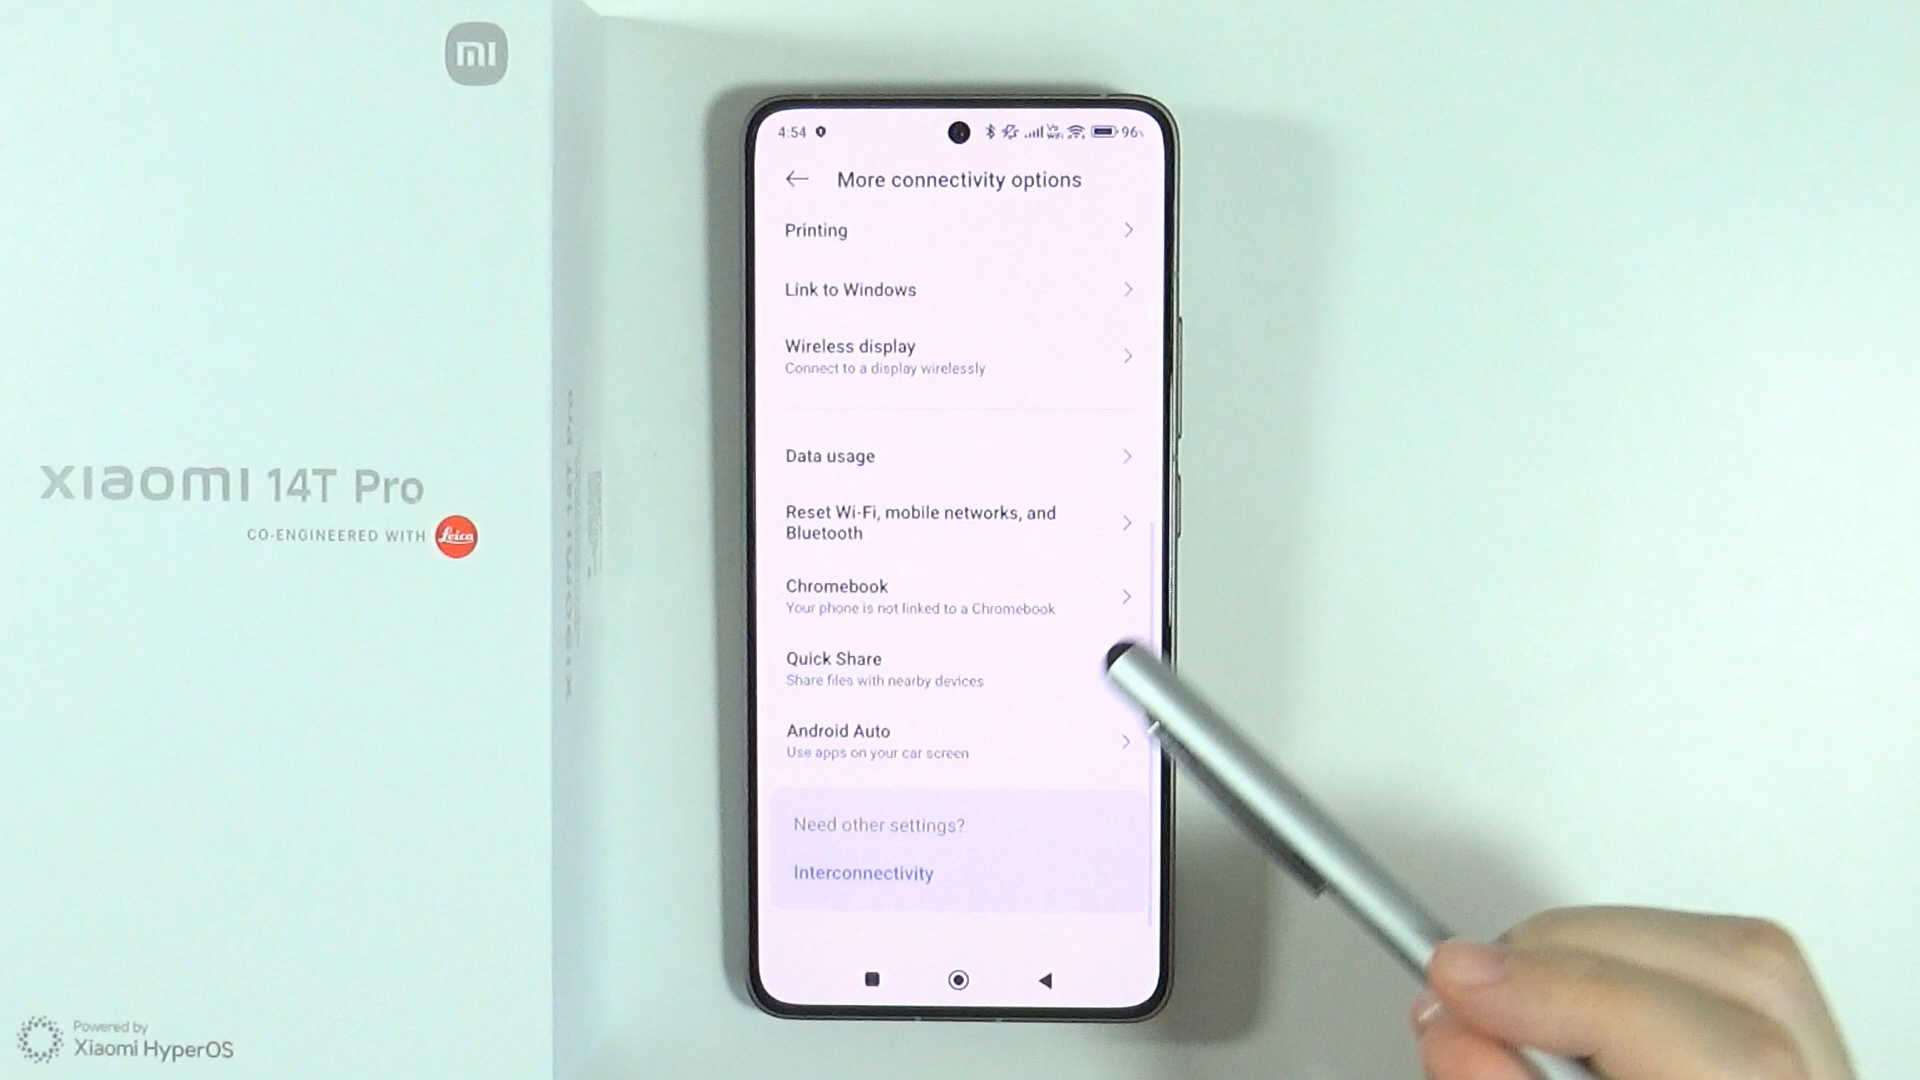 mi
xiaomi 14T Pro
CO-ENGINEERED WITH Leica
Powered by
Xiaomi HyperOS
XIAOMI 14T Pro
4:54
96
More connectivity options
Printing
Link to Windows
Wireless display
Connect to a display wirelessly
Data usage
Reset Wi-Fi, mobile networks, and
Bluetooth
Chromebook
Your phone is not linked to a Chromebook
Quick Share
Share files with nearby devices
Android Auto
Use apps on your car screen
Need other settings?
Interconnectivity